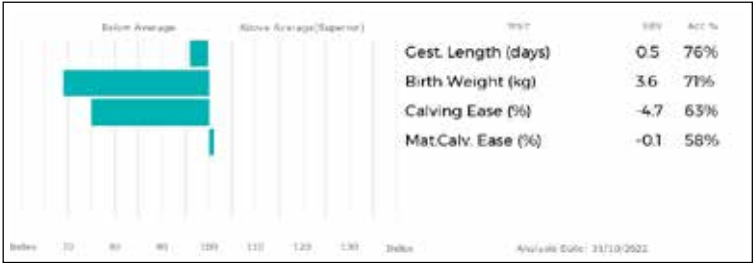 Below Average Above Average(Superior)
EBV Acc %
Gest. Length (days) 0.5 76%
Birth Weight (kg) 3.6 71%
Calving Ease (%) -4.7 63%
Mat.Calv. Ease (%) -0.1 58%
Index 70 80 90 100 110 120 130 Index
Analysis Date: 31/10/2022